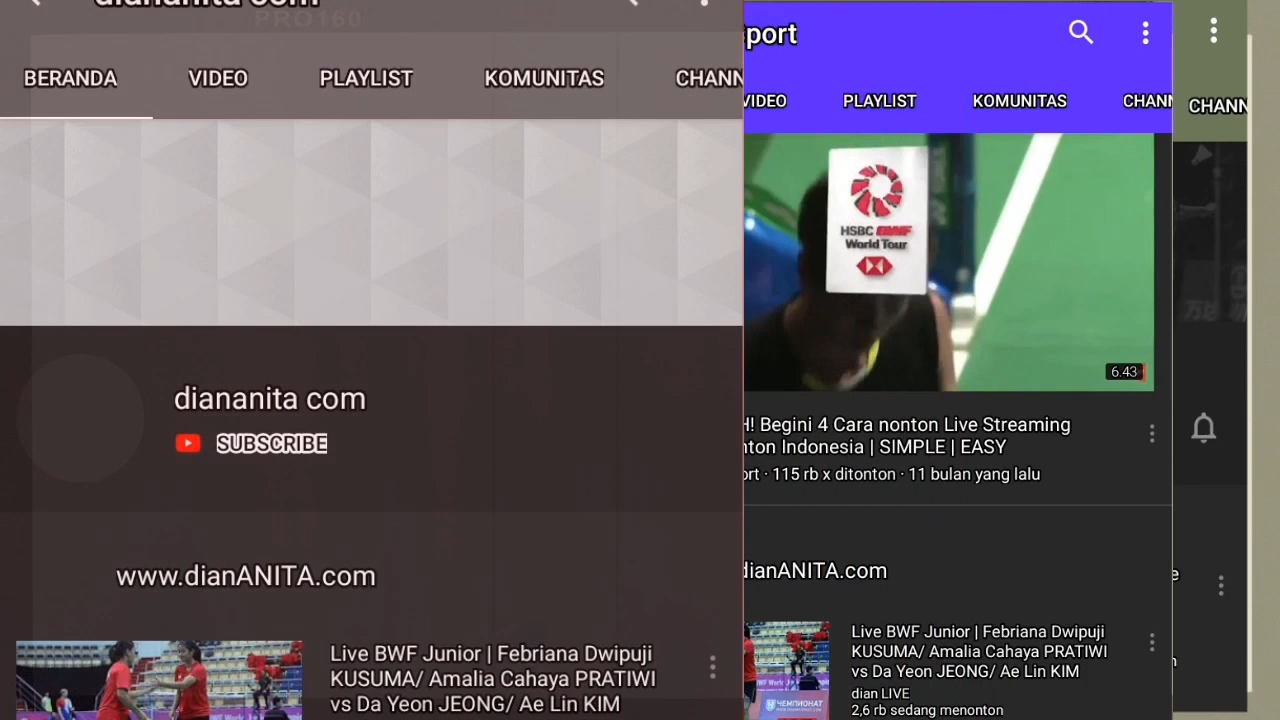 diananita com
PRO160
BERANDA VIDEO PLAYLIST KOMUNITAS CHANN
diananita com
SUBSCRIBE
www.dianANITA.com
Live BWF Junior | Febriana Dwipuji
KUSUMA/ Amalia Cahaya PRATIWI
vs Da Yeon JEONG/ Ae Lin KIM
port
VIDEO PLAYLIST KOMUNITAS CHANN
HSBC BWF
World Tour
6.43
H! Begini 4 Cara nonton Live Streaming
nton Indonesia | SIMPLE | EASY
ort · 115 rb x ditonton · 11 bulan yang lalu
dianANITA.com
Live BWF Junior | Febriana Dwipuji
KUSUMA/ Amalia Cahaya PRATIWI
vs Da Yeon JEONG/ Ae Lin KIM
dian LIVE
2,6 rb sedang menonton
ЧЕМПИОНАТ
CHANN
e
n